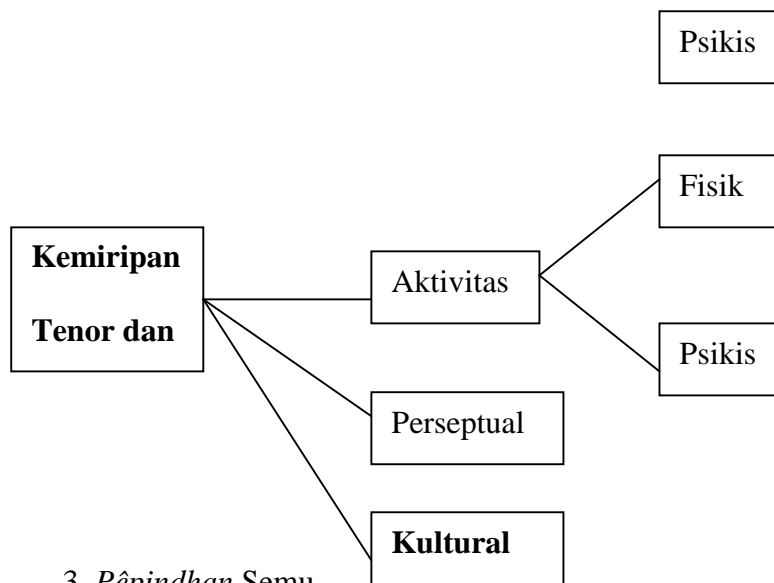 Psikis
Fisik
Kemiripan
Tenor dan
Aktivitas
Psikis
Perseptual
Kultural
3. Pêpindhan Semu